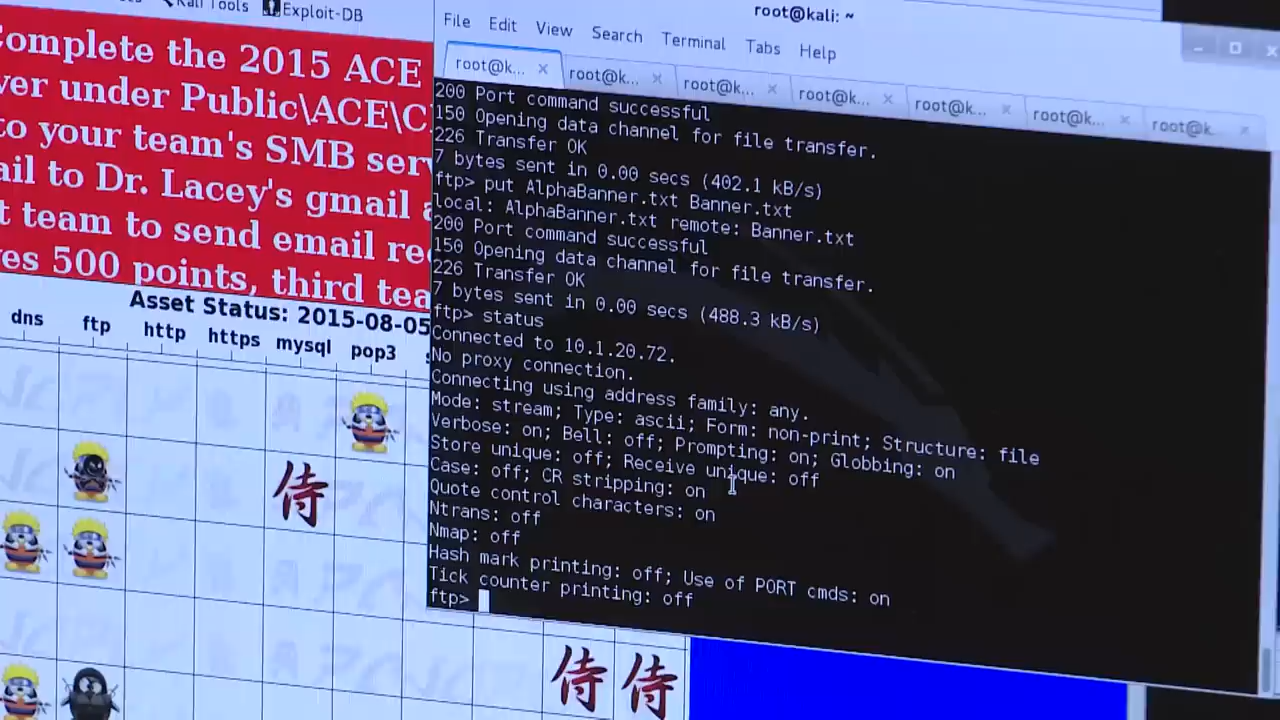 Kali Tools
Exploit-DB
Complete the 2015 ACE
ver under Public\ACE\C
to your team's SMB serv
ail to Dr. Lacey's gmail a
t team to send email re
es 500 points, third tea
Asset Status: 2015-08-05
dns ftp http https mysql pop3
侍
侍 侍
root@kali: ~
File Edit View Search Terminal Tabs Help
root@k... root@k... root@k... root@k... root@k... root@k... root@k
200 Port command successful
150 Opening data channel for file transfer.
226 Transfer OK
7 bytes sent in 0.00 secs (402.1 kB/s)
ftp> put AlphaBanner.txt Banner.txt
local: AlphaBanner.txt remote: Banner.txt
200 Port command successful
150 Opening data channel for file transfer.
226 Transfer OK
7 bytes sent in 0.00 secs (488.3 kB/s)
ftp> status
Connected to 10.1.20.72.
No proxy connection.
Connecting using address family: any.
Mode: stream; Type: ascii; Form: non-print; Structure: file
Verbose: on; Bell: off; Prompting: on; Globbing: on
Store unique: off; Receive unique: off
Case: off; CR stripping: on
Quote control characters: on
Ntrans: off
Nmap: off
Hash mark printing: off; Use of PORT cmds: on
Tick counter printing: off
ftp>